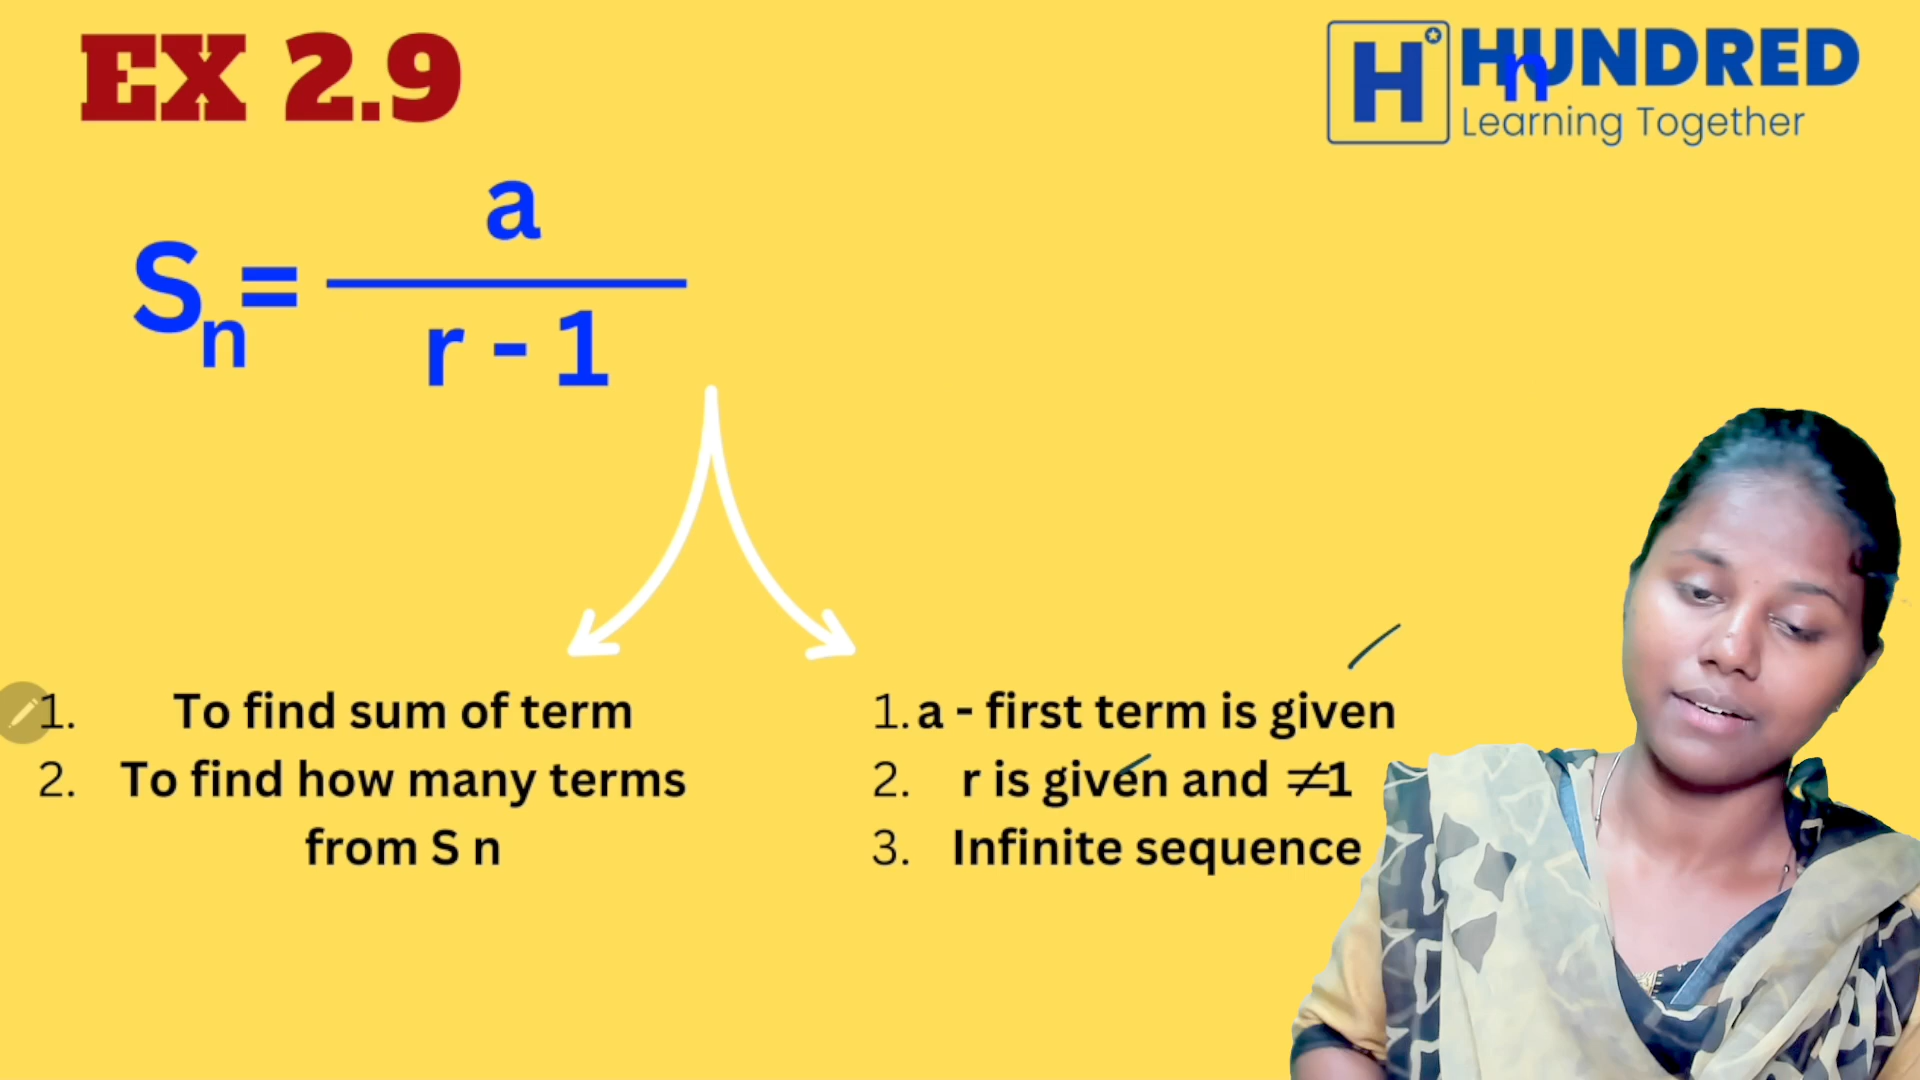 EX 2.9
H HUNDRED
n
Learning Together
a
Sn=
r - 1
1. To find sum of term
2. To find how many terms
from S n
1. a - first term is given
2. r is given and ≠1
3. Infinite sequence